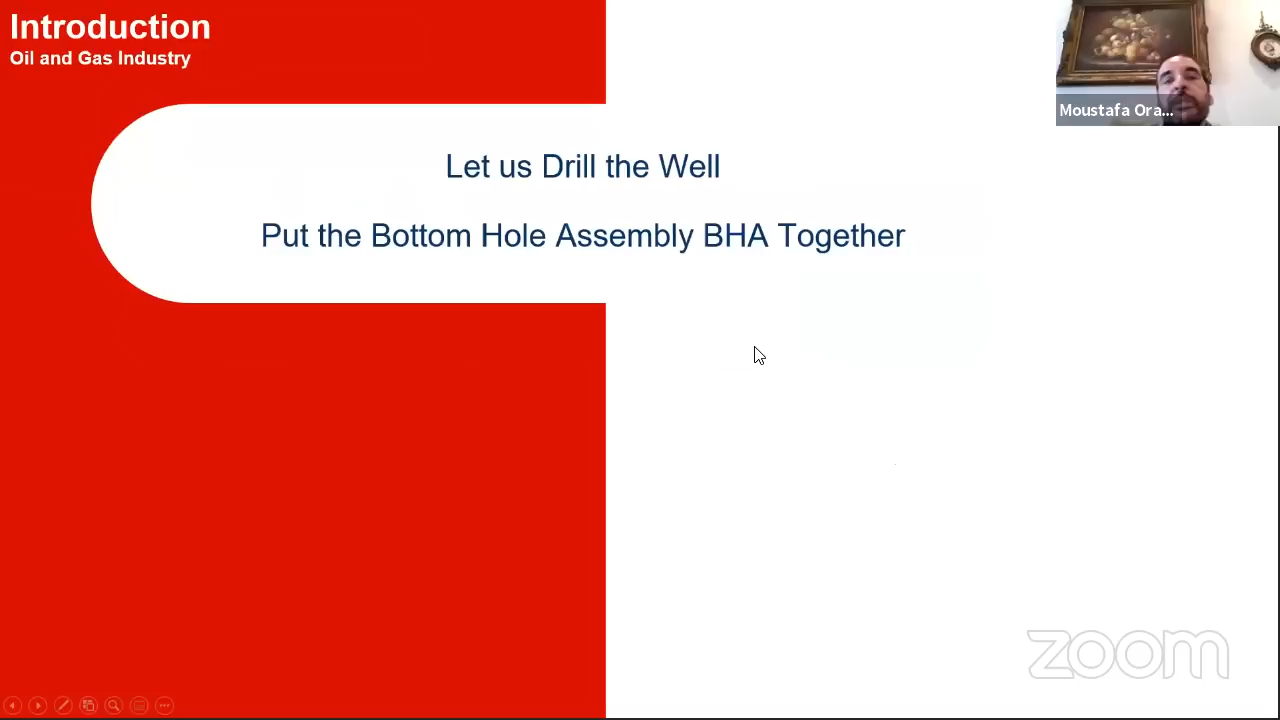 Introduction
Oil and Gas Industry
Moustafa Ora...
Let us Drill the Well
Put the Bottom Hole Assembly BHA Together
zoom